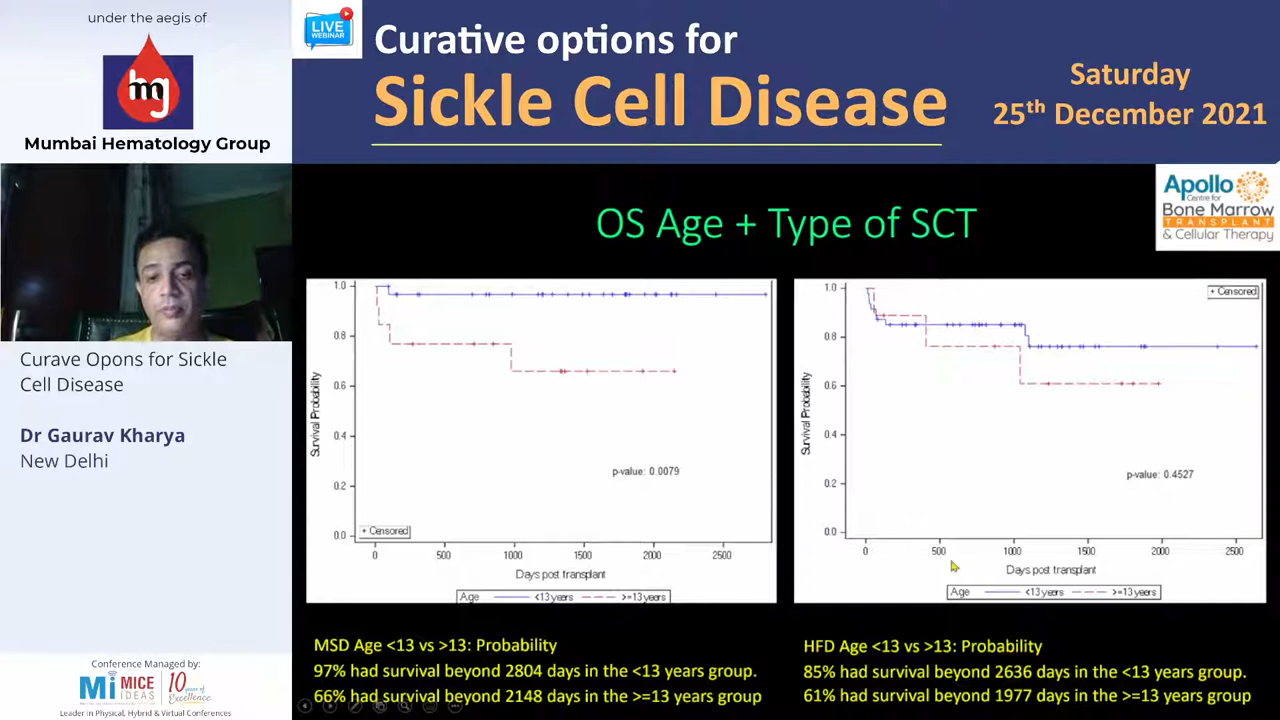 under the aegis of
hg
Mumbai Hematology Group
LIVE
WEBINAR
Curative options for
Sickle Cell Disease
Saturday
25th December 2021
Apollo
Centre for
Bone Marrow
TRANSPLANT
& Cellular Therapy
Curave Opons for Sickle
Cell Disease
Dr Gaurav Kharya
New Delhi
Conference Managed by:
Mi MICE IDEAS
10 years of Excellence
Leader in Physical, Hybrid & Virtual Conferences
OS Age + Type of SCT
Survival Probability
1.0
0.8
0.6
0.4
0.2
0.0
p-value: 0.0079
+ Censored
0 500 1000 1500 2000 2500
Days post transplant
Age <13 years >=13 years
MSD Age <13 vs >13: Probability
97% had survival beyond 2804 days in the <13 years group.
66% had survival beyond 2148 days in the >=13 years group
+ Censored
Survival Probability
1.0
0.8
0.6
0.4
0.2
0.0
p-value: 0.4527
0 500 1000 1500 2000 2500
Days post transplant
Age <13 years >=13 years
HFD Age <13 vs >13: Probability
85% had survival beyond 2636 days in the <13 years group.
61% had survival beyond 1977 days in the >=13 years group